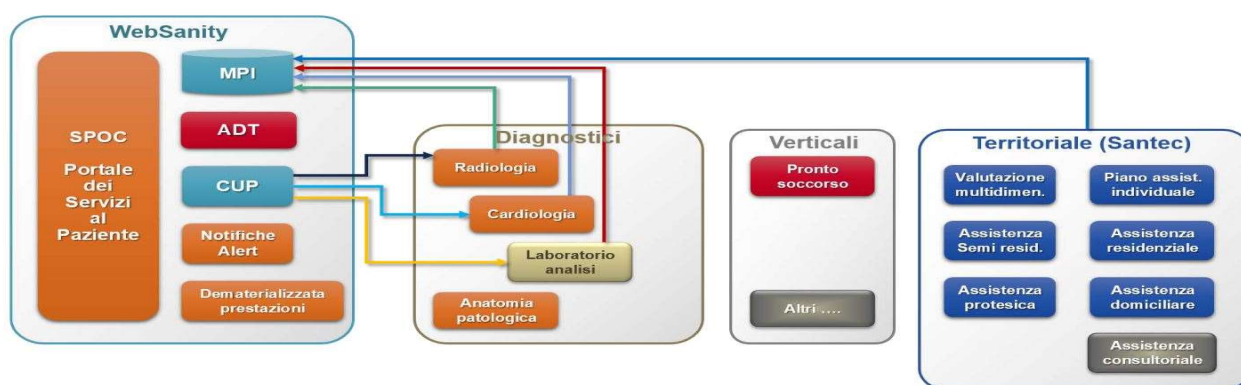 WebSanity
SPOC
Portale
dei
Servizi
al
Paziente
MPI
ADT
CUP
Notifiche
Alert
Dematerializzata
prestazioni
Diagnostici
Radiologia
Cardiologia
Laboratorio
analisi
Anatomia
patologica
Verticali
Pronto
soccorso
Altri ....
Territoriale (Santec)
Valutazione
multidimen.
Piano assist.
individuale
Assistenza
Semi resid.
Assistenza
residenziale
Assistenza
protesica
Assistenza
domiciliare
Assistenza
consultoriale